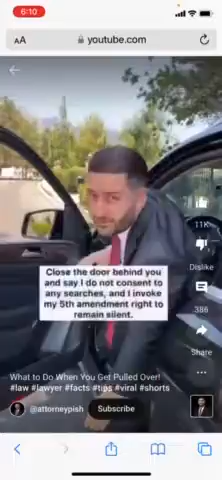 6:10
AA
youtube.com
11K
Dislike
386
Share
Close the door behind you
and say I do not consent to
any searches, and I invoke
my 5th amendment right to
remain silent.
What to Do When You Get Pulled Over!
#law #lawyer #facts #tips #viral #shorts
@attorneypish
Subscribe